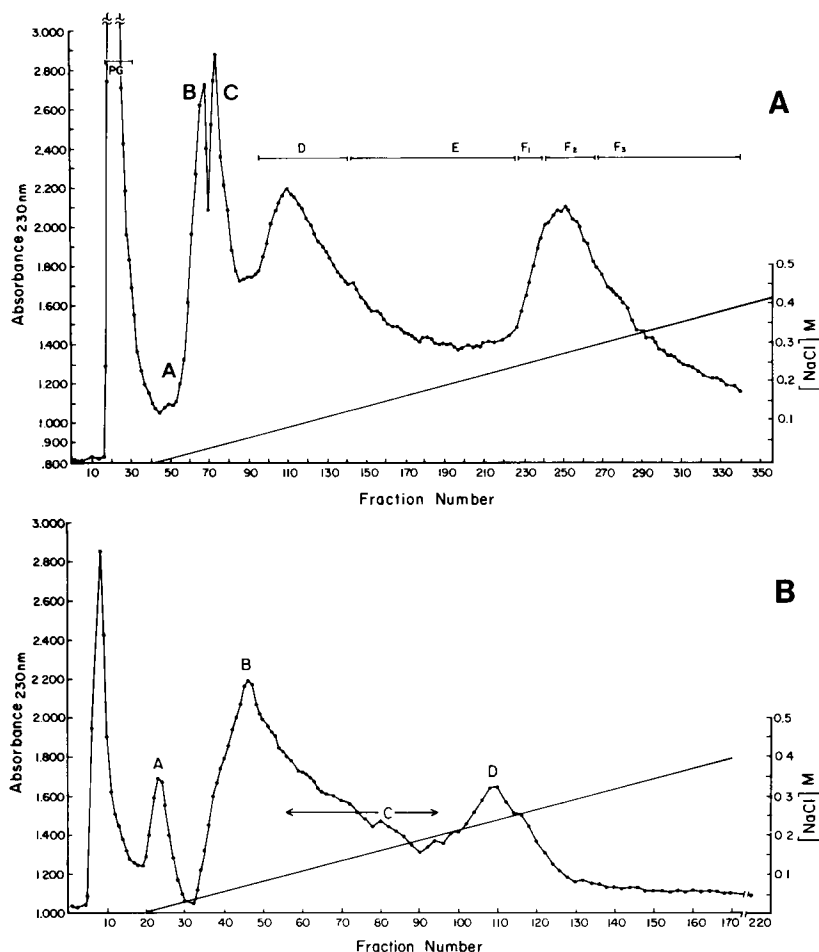 A
Absorbance 230nm
3.000
2.800
2.600
2.400
2.200
2.000
1.800
1.600
1.400
1.200
1.000
.900
.800
PG
A
B
C
D
E
F1
F2
F3
0.5
0.4
0.3
0.2
0.1
[NaCl] M
10 30 50 70 90 110 130 150 170 190 210 230 250 270 290 310 330 350
Fraction Number
B
Absorbance 230nm
3.000
2.800
2.600
2.400
2.200
2.000
1.800
1.600
1.400
1.200
1.000
A
B
C
D
0.5
0.4
0.3
0.2
0.1
[NaCl] M
10 20 30 40 50 60 70 80 90 100 110 120 130 140 150 160 170 220
Fraction Number